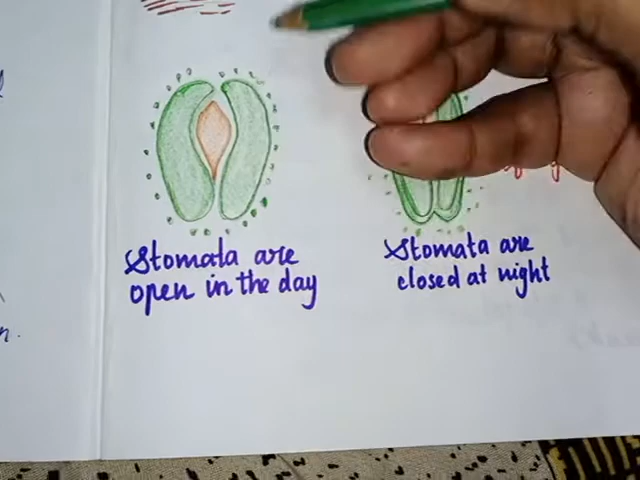 Stomata are
open in the day
Stomata are
closed at night